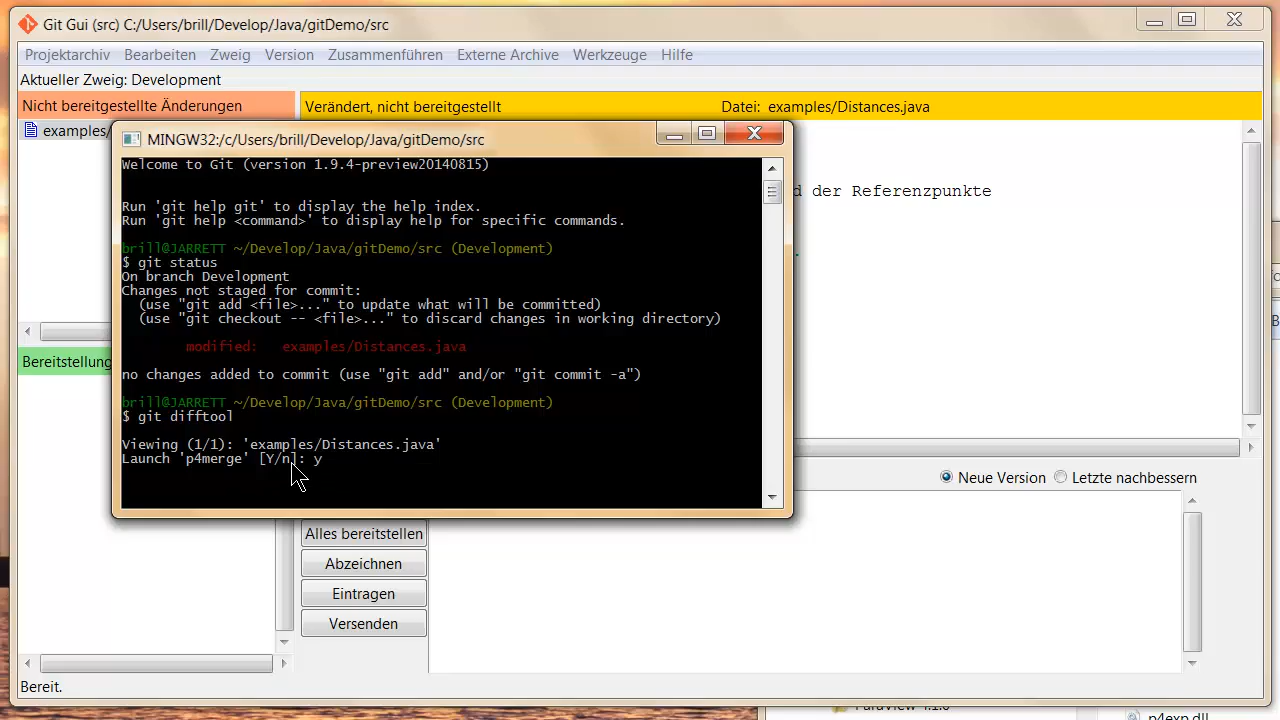 Git Gui (src) C:/Users/brill/Develop/Java/gitDemo/src
Projektarchiv Bearbeiten Zweig Version Zusammenführen Externe Archive Werkzeuge Hilfe
Aktueller Zweig: Development
Nicht bereitgestellte Änderungen
Verändert, nicht bereitgestellt Datei: examples/Distances.java
examples/
MINGW32:/c/Users/brill/Develop/Java/gitDemo/src
Welcome to Git (version 1.9.4-preview20140815)
d der Referenzpunkte
Run 'git help git' to display the help index.
Run 'git help <command>' to display help for specific commands.
brill@JARRETT ~/Develop/Java/gitDemo/src (Development)
$ git status
On branch Development
Changes not staged for commit:
(use "git add <file>..." to update what will be committed)
(use "git checkout -- <file>..." to discard changes in working directory)
modified: examples/Distances.java
no changes added to commit (use "git add" and/or "git commit -a")
brill@JARRETT ~/Develop/Java/gitDemo/src (Development)
$ git difftool
Viewing (1/1): 'examples/Distances.java'
Launch 'p4merge' [Y/n]: y
Bereitstellung
Neue Version Letzte nachbessern
Alles bereitstellen
Abzeichnen
Eintragen
Versenden
Bereit.
p4exp.dll